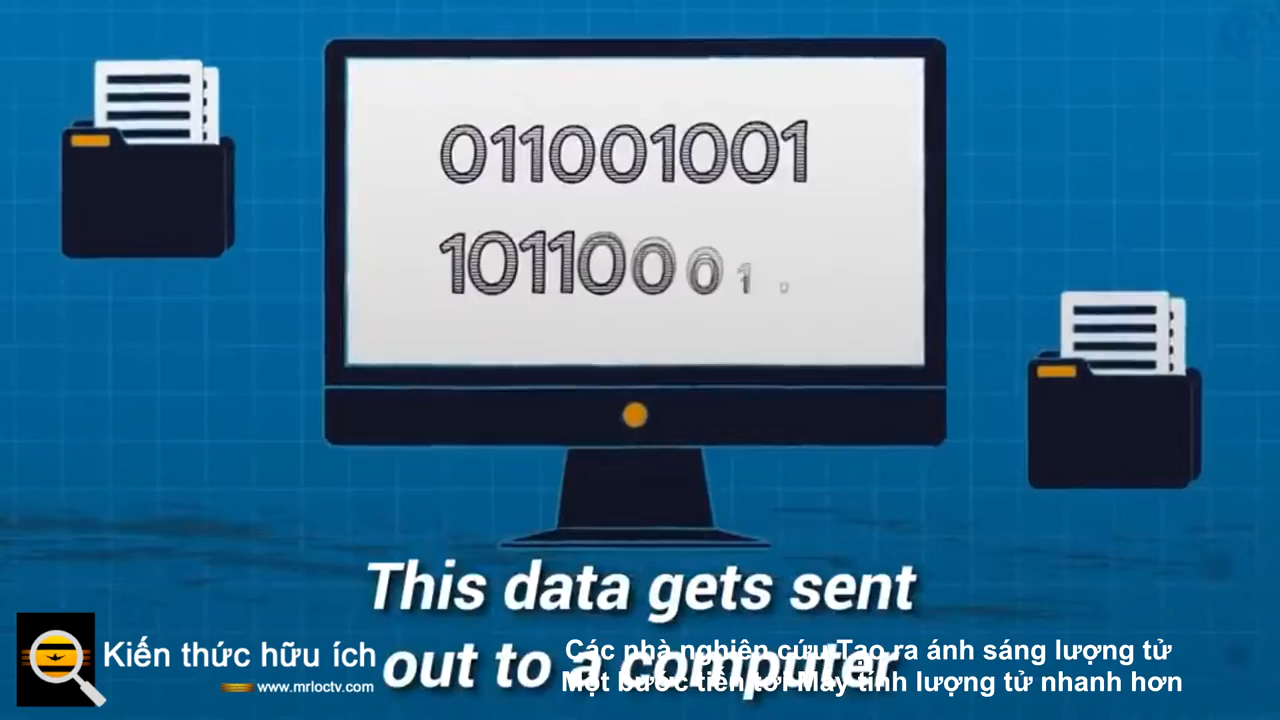 011001001
10110001
This data gets sent
out to a computer
Kiến thức hữu ích
www.mrloctv.com
Các nhà nghiên cứu Tạo ra ánh sáng lượng tử
Một bước tiến tới Máy tính lượng tử nhanh hơn